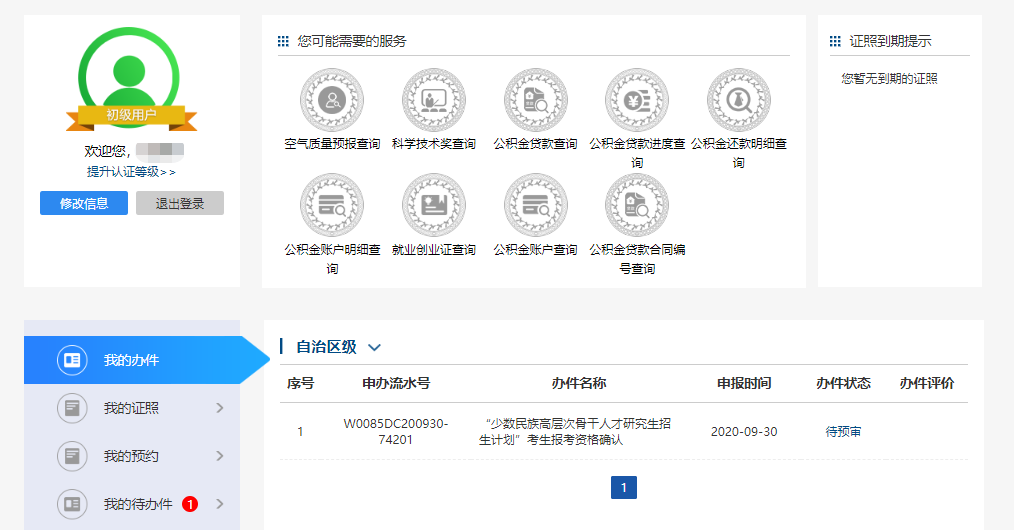 初级用户
欢迎您，
提升认证等级>>
修改信息
退出登录
您可能需要的服务
空气质量预报查询
科学技术奖查询
公积金贷款查询
公积金贷款进度查
询
公积金还款明细查
询
公积金账户明细查
询
就业创业证查询
公积金账户查询
公积金贷款合同编
号查询
证照到期提示
您暂无到期的证照
我的办件
我的证照
我的预约
我的待办件 1
自治区级
序号 申办流水号 办件名称 申报时间 办件状态 办件评价
1
W0085DC200930-
74201
“少数民族高层次骨干人才研究生招
生计划”考生报考资格确认
2020-09-30
待预审
1